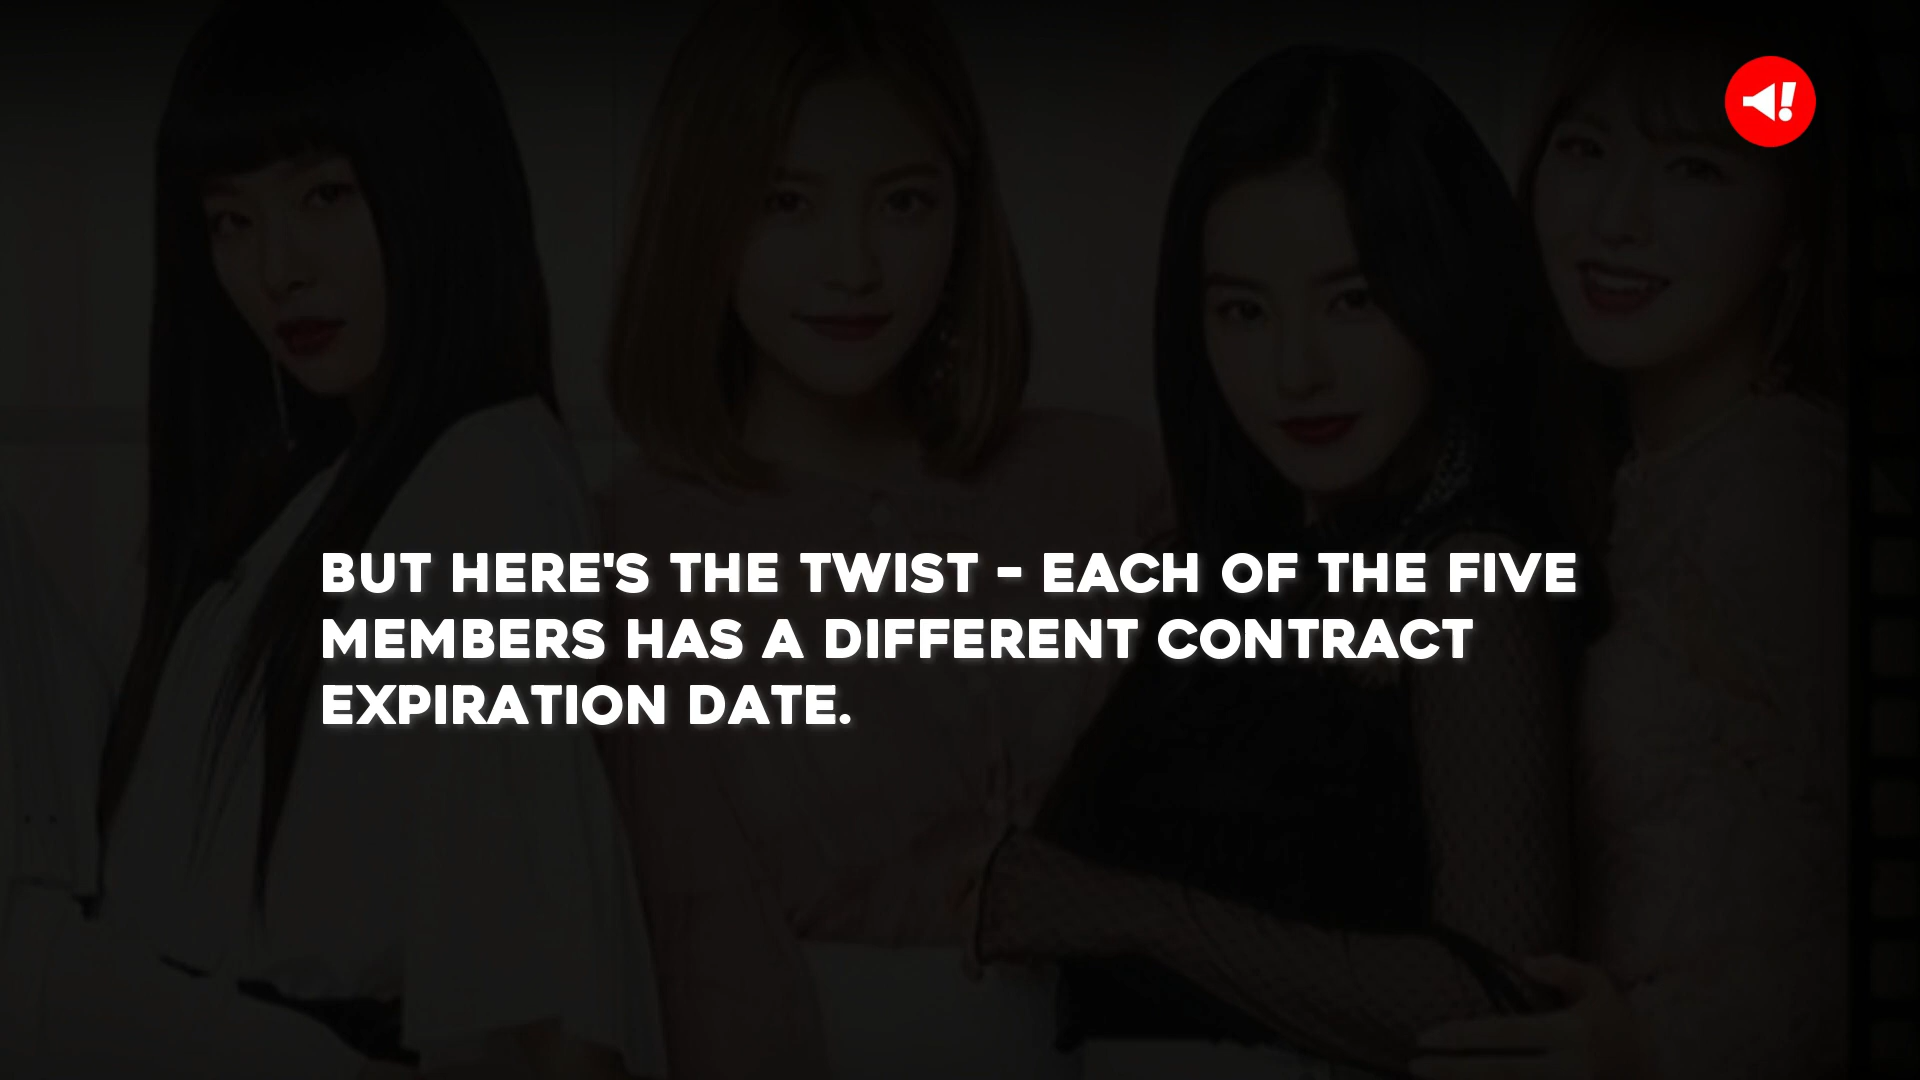 BUT HERE'S THE TWIST - EACH OF THE FIVE
MEMBERS HAS A DIFFERENT CONTRACT
EXPIRATION DATE.